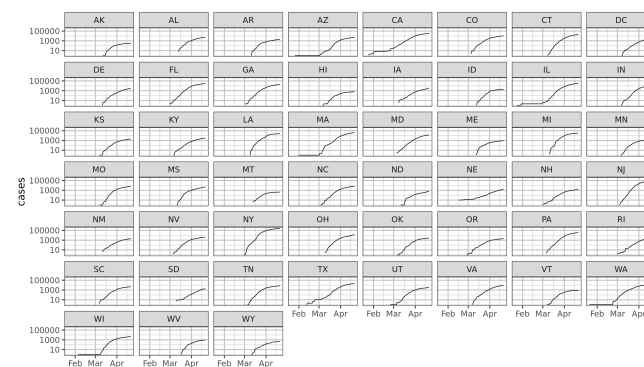 AK AL AR AZ CA CO CT DC
100000
1000
10
DE FL GA HI IA ID IL IN
100000
1000
10
KS KY LA MA MD ME MI MN
100000
1000
10
MO MS MT NC ND NE NH NJ
100000
1000
10
cases
NM NV NY OH OK OR PA RI
100000
1000
10
SC SD TN TX UT VA VT WA
100000
1000
10
Feb Mar Apr Feb Mar Apr Feb Mar Apr Feb Mar Apr Feb Mar Apr
WI WV WY
100000
1000
10
Feb Mar Apr Feb Mar Apr Feb Mar Apr